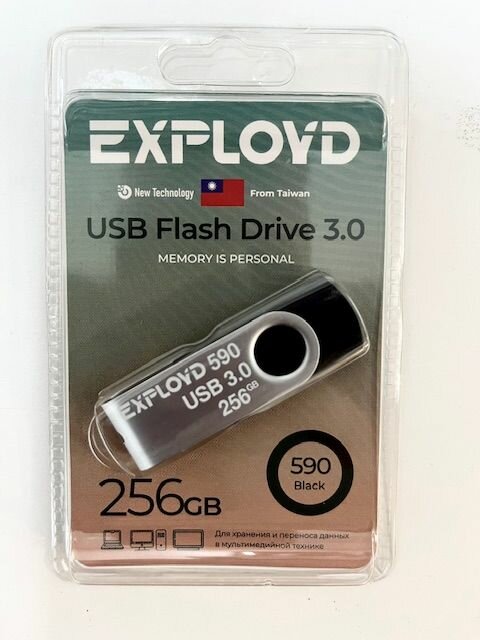 EXPLOYD
New Technology From Taiwan
USB Flash Drive 3.0
MEMORY IS PERSONAL
EXPLOYD 590
USB 3.0
256GB
590
Black
256GB
Для хранения и переноса данных
в мультимедийной технике